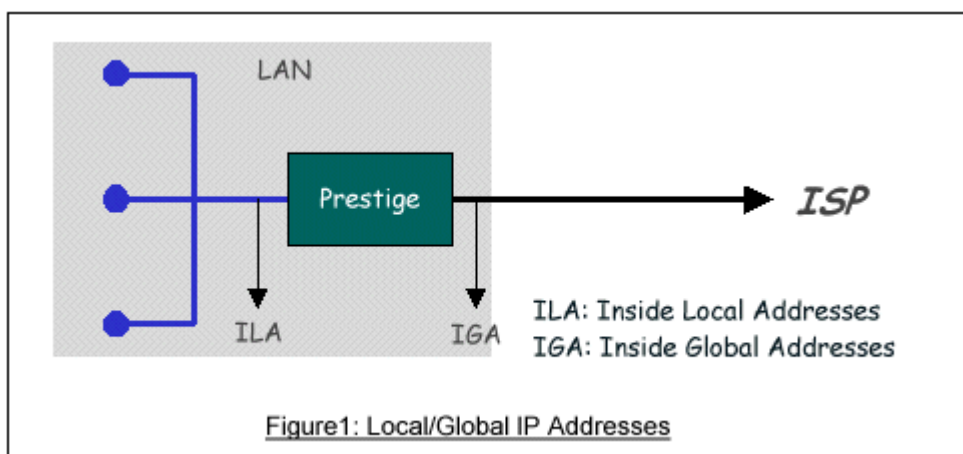 LAN
Prestige
ISP
ILA
IGA
ILA: Inside Local Addresses
IGA: Inside Global Addresses
Figure1: Local/Global IP Addresses